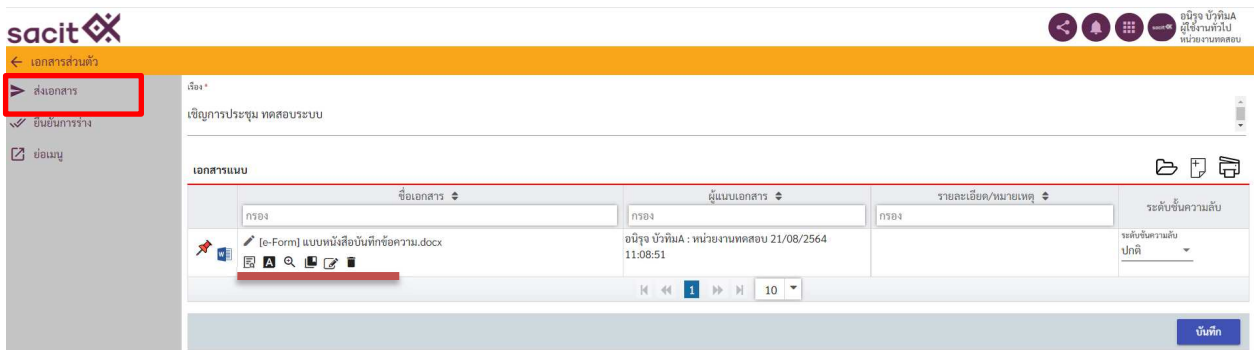 sacit
อนิรุจ บัวทิมA
ผู้ใช้งานทั่วไป
หน่วยงานทดสอบ
เอกสารส่วนตัว
ส่งเอกสาร
ยืนยันการร่าง
ย่อเมนู
เรื่อง *
เชิญการประชุม ทดสอบระบบ
เอกสารแนบ
ชื่อเอกสาร ผู้แนบเอกสาร รายละเอียด/หมายเหตุ ระดับชั้นความลับ
กรอง กรอง กรอง
[e-Form] แบบหนังสือบันทึกข้อความ.docx
อนิรุจ บัวทิมA : หน่วยงานทดสอบ 21/08/2564
11:08:51
ระดับชั้นความลับ
ปกติ
1 10
บันทึก